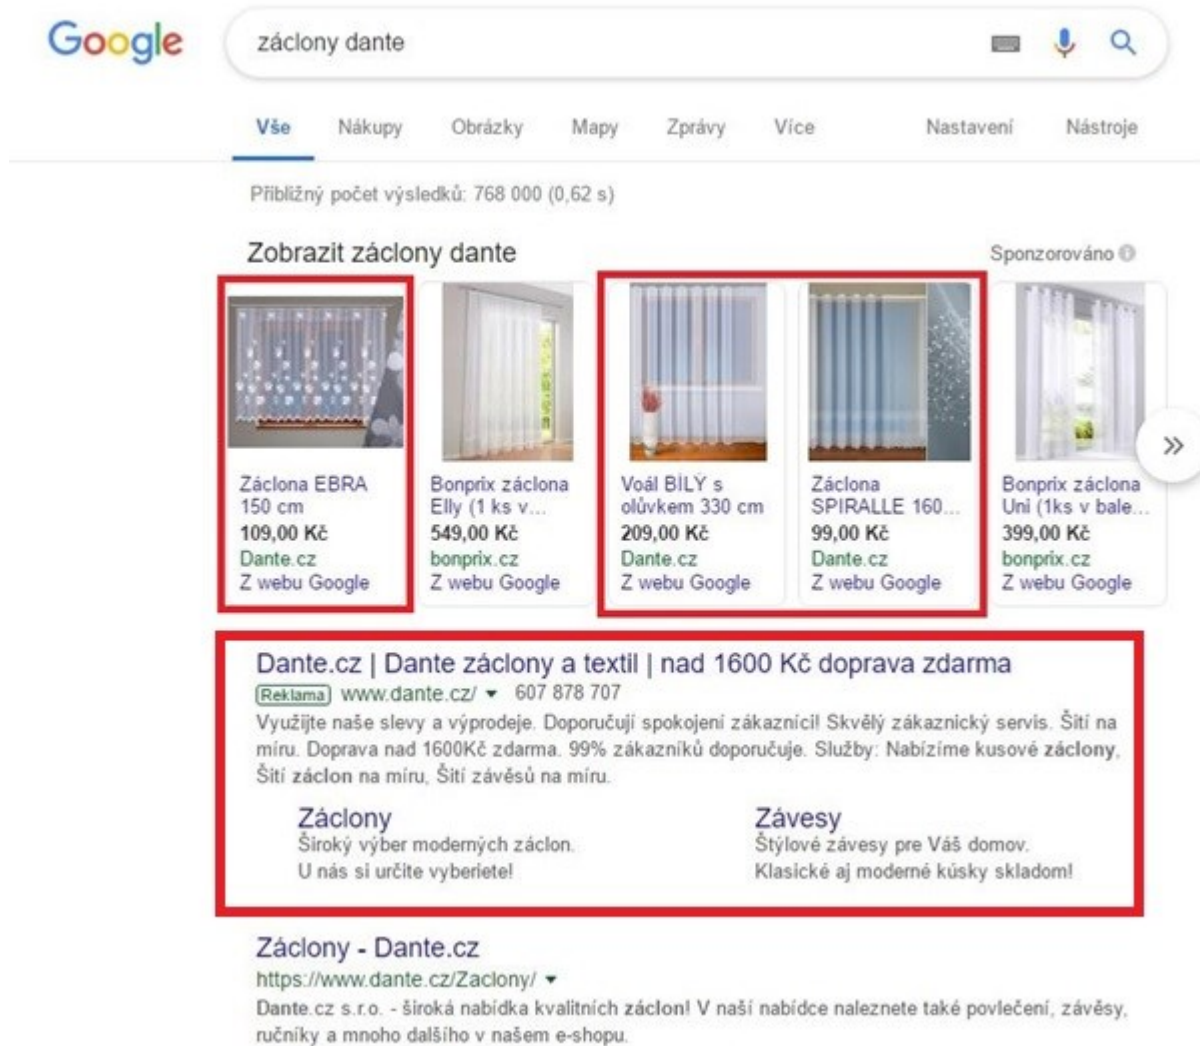 Google
záclony dante
Vše Nákupy Obrázky Mapy Zprávy Více Nastavení Nástroje
Přibližný počet výsledků: 768 000 (0,62 s)
Zobrazit záclony dante
Sponzorováno
Záclona EBRA
150 cm
109,00 Kč
Dante.cz
Z webu Google
Bonprix záclona
Elly (1 ks v...
549,00 Kč
bonprix.cz
Z webu Google
Voál BÍLÝ s
olůvkem 330 cm
209,00 Kč
Dante.cz
Z webu Google
Záclona
SPIRALLE 160...
99,00 Kč
Dante.cz
Z webu Google
Bonprix záclona
Uni (1ks v bale...
399,00 Kč
bonprix.cz
Z webu Google
Dante.cz | Dante záclony a textil | nad 1600 Kč doprava zdarma
Reklama www.dante.cz/ 607 878 707
Využijte naše slevy a výprodeje. Doporučují spokojení zákazníci! Skvělý zákaznický servis. Šití na
míru. Doprava nad 1600Kč zdarma. 99% zákazníků doporučuje. Služby: Nabízíme kusové záclony,
Šití záclon na míru, Šití závěsů na míru.
Záclony
Široký výber moderných záclon.
U nás si určite vyberiete!
Závesy
Štýlové závesy pre Váš domov.
Klasické aj moderné kúsky skladom!
Záclony - Dante.cz
https://www.dante.cz/Zaclony/
Dante.cz s.r.o. - široká nabídka kvalitních záclon! V naší nabídce naleznete také povlečení, závěsy,
ručníky a mnoho dalšího v našem e-shopu.